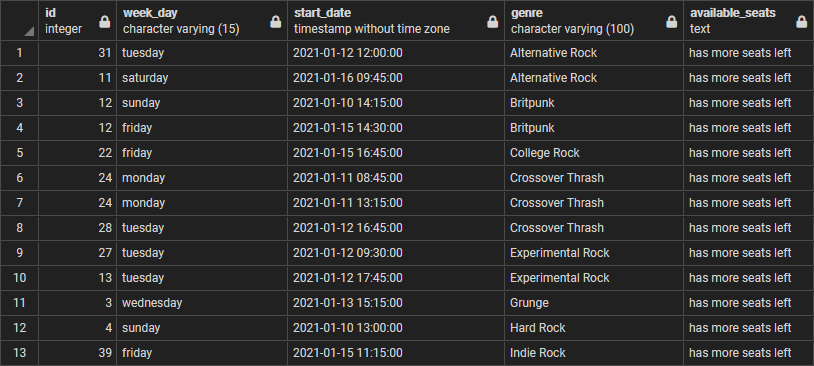 id week_day start_date genre available_seats
integer character varying (15) timestamp without time zone character varying (100) text
1 31 tuesday 2021-01-12 12:00:00 Alternative Rock has more seats left
2 11 saturday 2021-01-16 09:45:00 Alternative Rock has more seats left
3 12 sunday 2021-01-10 14:15:00 Britpunk has more seats left
4 12 friday 2021-01-15 14:30:00 Britpunk has more seats left
5 22 friday 2021-01-15 16:45:00 College Rock has more seats left
6 24 monday 2021-01-11 08:45:00 Crossover Thrash has more seats left
7 24 monday 2021-01-11 13:15:00 Crossover Thrash has more seats left
8 28 tuesday 2021-01-12 16:45:00 Crossover Thrash has more seats left
9 27 tuesday 2021-01-12 09:30:00 Experimental Rock has more seats left
10 13 tuesday 2021-01-12 17:45:00 Experimental Rock has more seats left
11 3 wednesday 2021-01-13 15:15:00 Grunge has more seats left
12 4 sunday 2021-01-10 13:00:00 Hard Rock has more seats left
13 39 friday 2021-01-15 11:15:00 Indie Rock has more seats left